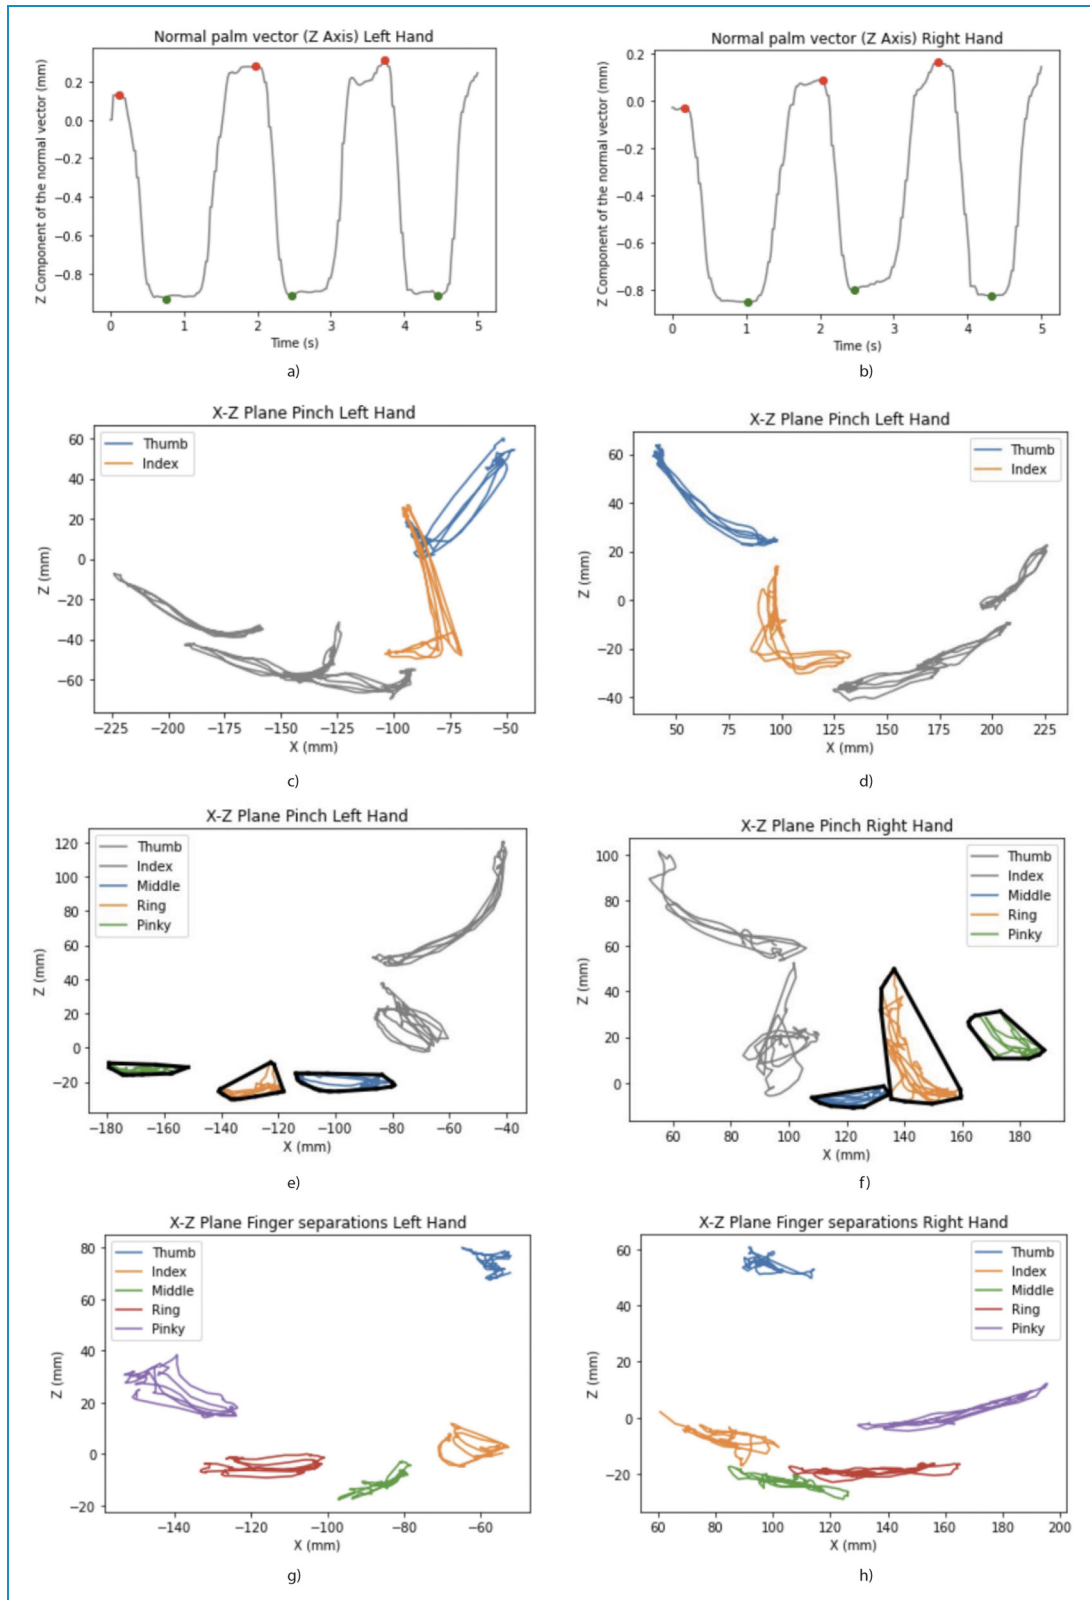 Normal palm vector (Z Axis) Left Hand
Z Component of the normal vector (mm)
0.2
0.0
−0.2
−0.4
−0.6
−0.8
0 1 2 3 4 5
Time (s)
a)
Normal palm vector (Z Axis) Right Hand
Z Component of the normal vector (mm)
0.2
0.0
−0.2
−0.4
−0.6
−0.8
0 1 2 3 4 5
Time (s)
b)
X-Z Plane Pinch Left Hand
Thumb
Index
Z (mm)
60
40
20
0
−20
−40
−60
−225 −200 −175 −150 −125 −100 −75 −50
X (mm)
c)
X-Z Plane Pinch Left Hand
Thumb
Index
Z (mm)
60
40
20
0
−20
−40
50 75 100 125 150 175 200 225
X (mm)
d)
X-Z Plane Pinch Left Hand
Thumb
Index
Middle
Ring
Pinky
Z (mm)
120
100
80
60
40
20
0
−20
−180 −160 −140 −120 −100 −80 −60 −40
X (mm)
e)
X-Z Plane Pinch Right Hand
Thumb
Index
Middle
Ring
Pinky
Z (mm)
100
80
60
40
20
0
60 80 100 120 140 160 180
X (mm)
f)
X-Z Plane Finger separations Left Hand
Thumb
Index
Middle
Ring
Pinky
Z (mm)
80
60
40
20
0
−20
−140 −120 −100 −80 −60
X (mm)
g)
X-Z Plane Finger separations Right Hand
Thumb
Index
Middle
Ring
Pinky
Z (mm)
60
40
20
0
−20
60 80 100 120 140 160 180 200
X (mm)
h)